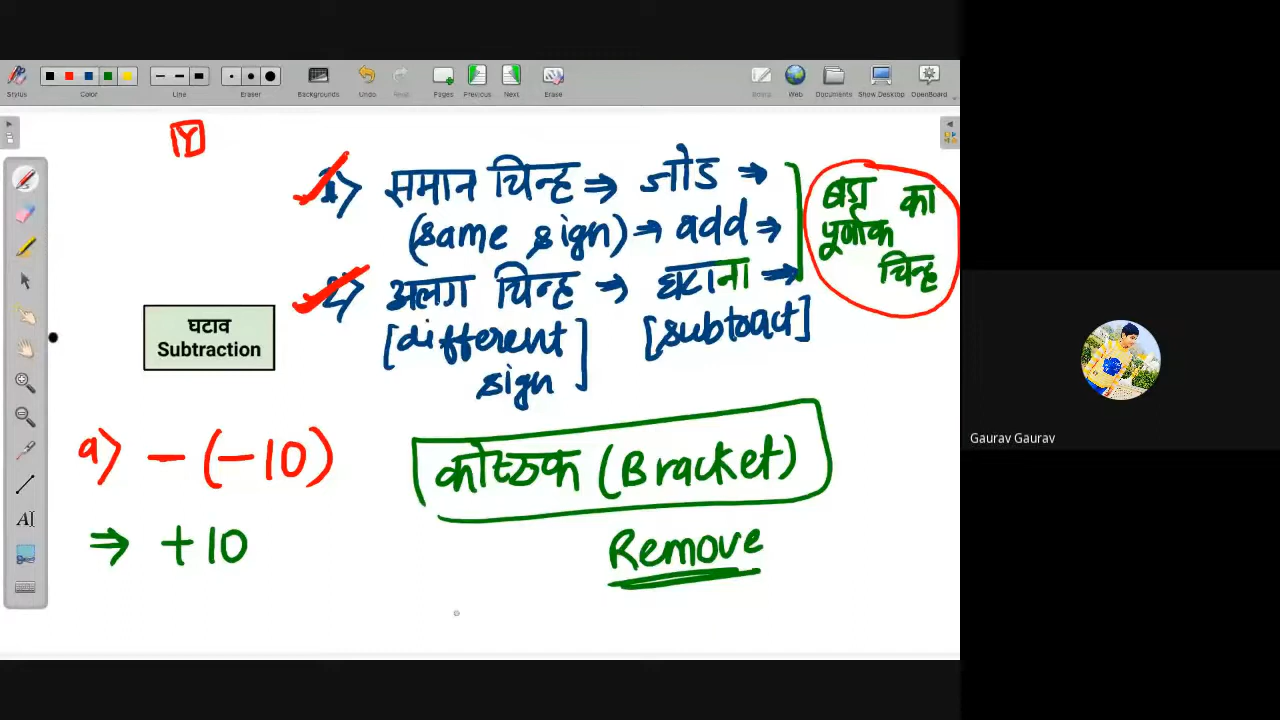 Stylus Color Line Eraser Backgrounds Undo Redo Pages Previous Next Erase Board Web Documents Show Desktop OpenBoard
Y
1) समान चिन्ह ⇒ जोड →
(same sign) → add →
2) अलग चिन्ह → घटाना →
[different sign] [subtract]
का
पूर्णांक
चिन्ह
घटाव
Subtraction
a) - (-10)
⇒ +10
कोष्ठक (Bracket)
Remove
Gaurav Gaurav